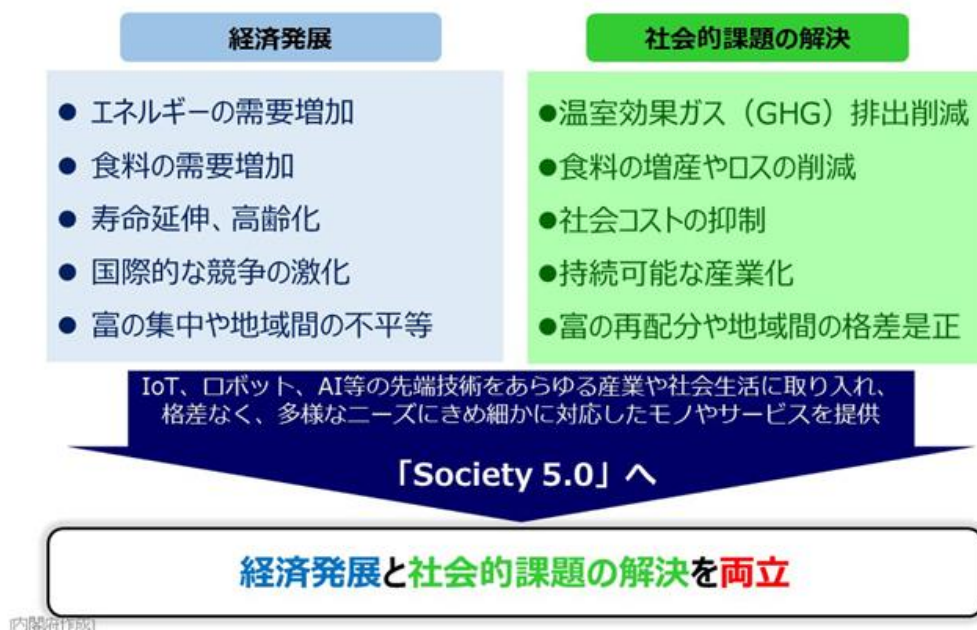 経済発展
● エネルギーの需要増加
● 食料の需要増加
● 寿命延伸、高齢化
● 国際的な競争の激化
● 富の集中や地域間の不平等
社会的課題の解決
●温室効果ガス（GHG）排出削減
●食料の増産やロスの削減
●社会コストの抑制
●持続可能な産業化
●富の再配分や地域間の格差是正
IoT、ロボット、AI等の先端技術をあらゆる産業や社会生活に取り入れ、
格差なく、多様なニーズにきめ細かに対応したモノやサービスを提供
「Society 5.0」へ
経済発展と社会的課題の解決を両立
[内閣府作成]